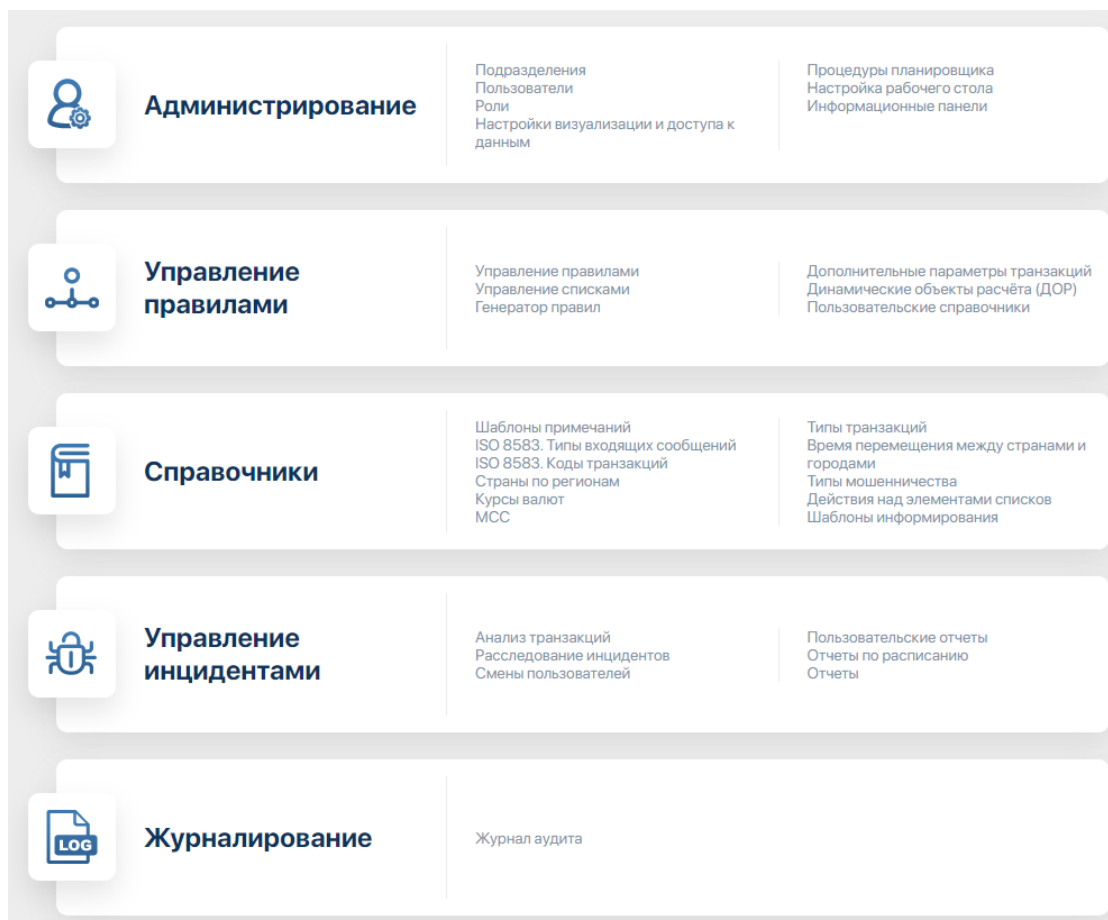 Администрирование
Подразделения
Пользователи
Роли
Настройки визуализации и доступа к
данным
Процедуры планировщика
Настройка рабочего стола
Информационные панели
Управление
правилами
Управление правилами
Управление списками
Генератор правил
Дополнительные параметры транзакций
Динамические объекты расчёта (ДОР)
Пользовательские справочники
Справочники
Шаблоны примечаний
ISO 8583. Типы входящих сообщений
ISO 8583. Коды транзакций
Страны по регионам
Курсы валют
MCC
Типы транзакций
Время перемещения между странами и
городами
Типы мошенничества
Действия над элементами списков
Шаблоны информирования
Управление
инцидентами
Анализ транзакций
Расследование инцидентов
Смены пользователей
Пользовательские отчеты
Отчеты по расписанию
Отчеты
LOG
Журналирование
Журнал аудита